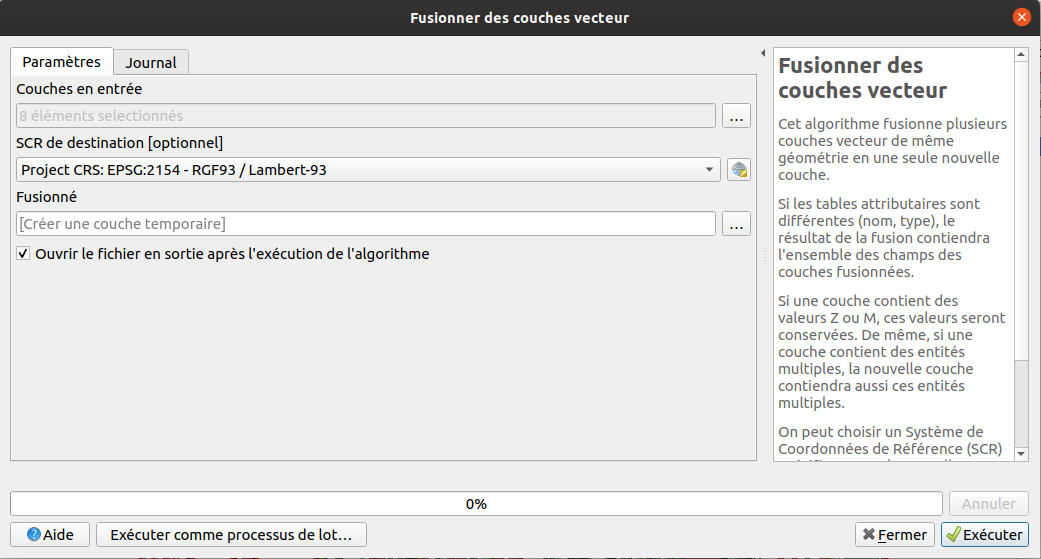 Fusionner des couches vecteur
Paramètres
Journal
Couches en entrée
8 éléments selectionnés
...
SCR de destination [optionnel]
Project CRS: EPSG:2154 - RGF93 / Lambert-93
Fusionné
[Créer une couche temporaire]
...
Ouvrir le fichier en sortie après l'exécution de l'algorithme
Fusionner des
couches vecteur
Cet algorithme fusionne plusieurs
couches vecteur de même
géométrie en une seule nouvelle
couche.
Si les tables attributaires sont
différentes (nom, type), le
résultat de la fusion contiendra
l'ensemble des champs des
couches fusionnées.
Si une couche contient des
valeurs Z ou M, ces valeurs seront
conservées. De même, si une
couche contient des entités
multiples, la nouvelle couche
contiendra aussi ces entités
multiples.
On peut choisir un Système de
Coordonnées de Référence (SCR)
0%
Annuler
Aide
Exécuter comme processus de lot...
Fermer
Exécuter